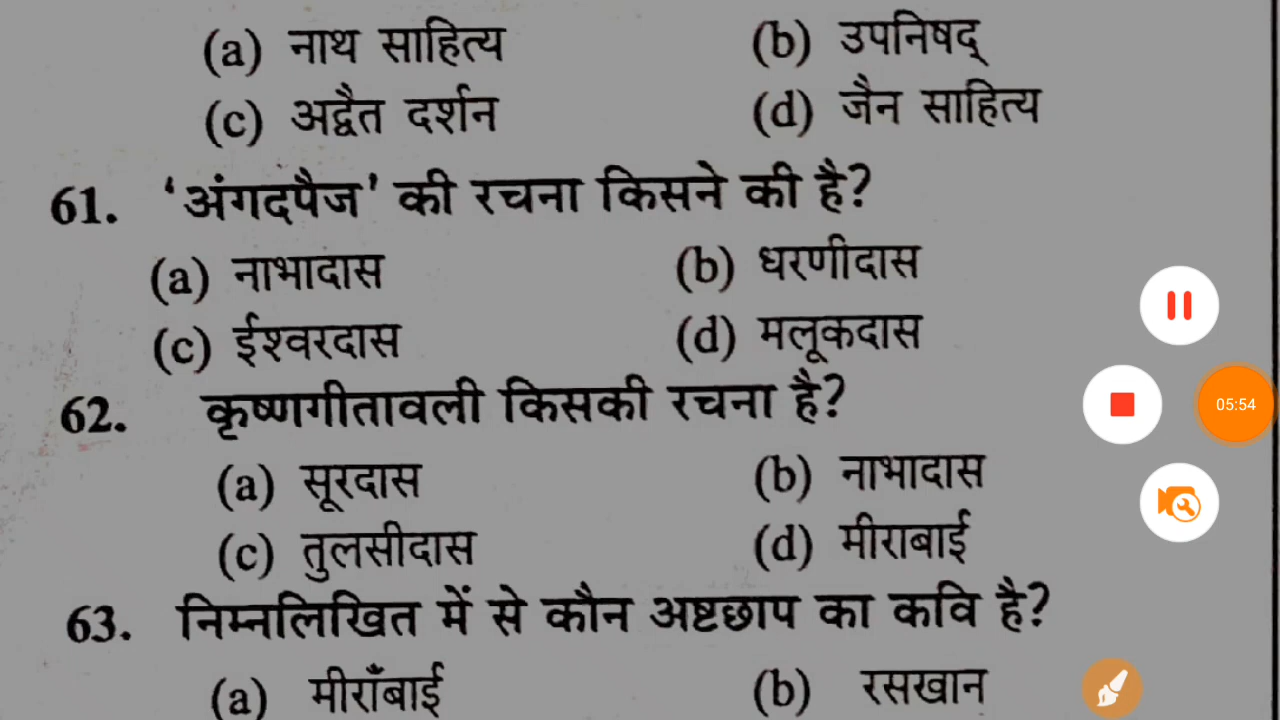 (a) नाथ साहित्य (b) उपनिषद्
(c) अद्वैत दर्शन (d) जैन साहित्य
61. 'अंगदपैज' की रचना किसने की है?
(a) नाभादास (b) धरणीदास
(c) ईश्वरदास (d) मलूकदास
62. कृष्णगीतावली किसकी रचना है?
(a) सूरदास (b) नाभादास
(c) तुलसीदास (d) मीराबाई
63. निम्नलिखित में से कौन अष्टछाप का कवि है?
(a) मीराँबाई (b) रसखान
05:54